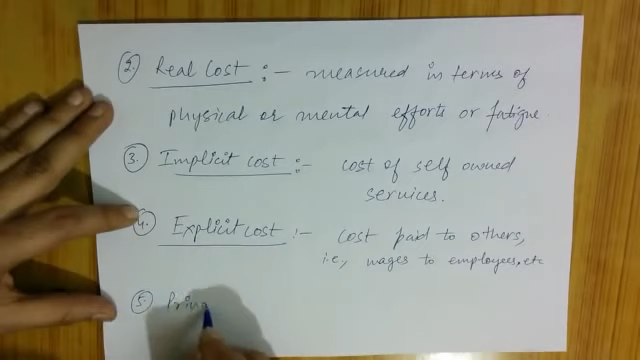 2. Real Cost :- measured in terms of
physical or mental efforts or fatigue.
3. Implicit cost :- cost of self owned
services.
4. Explicit cost :- cost paid to others,
i.e, wages to employees, etc
5.